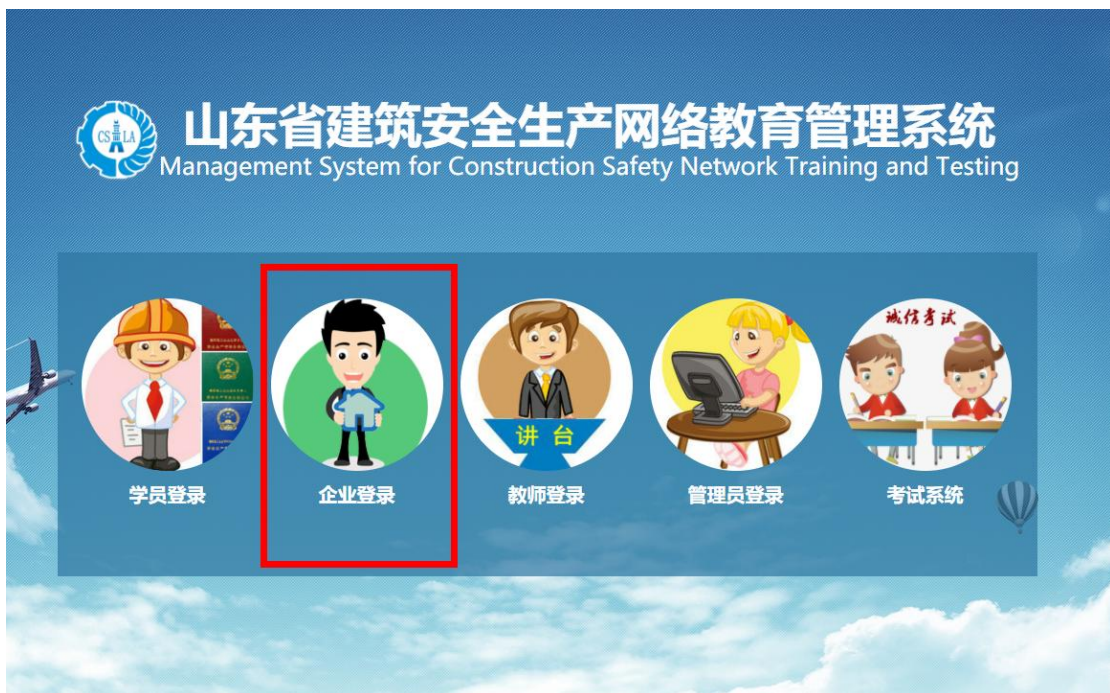 CSLA
山东省建筑安全生产网络教育管理系统
Management System for Construction Safety Network Training and Testing
讲台
诚信考试
学员登录
企业登录
教师登录
管理员登录
考试系统